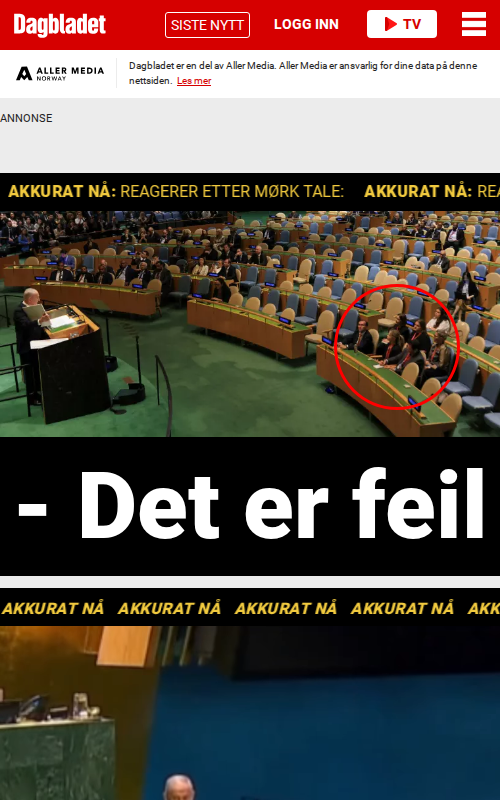 Dagbladet
SISTE NYTT
LOGG INN
TV
ALLER MEDIA
NORWAY
Dagbladet er en del av Aller Media. Aller Media er ansvarlig for dine data på denne
nettsiden. Les mer
ANNONSE
AKKURAT NÅ: REAGERER ETTER MØRK TALE: AKKURAT NÅ: REA
- Det er feil
AKKURAT NÅ AKKURAT NÅ AKKURAT NÅ AKKURAT NÅ AKK